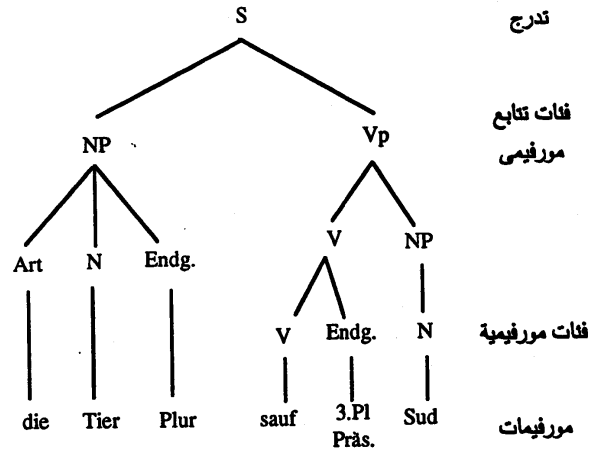 S
تدرج
NP
Vp
فئات تتابع
مورفيمى
Art N Endg.
V NP
V Endg. N
فئات مورفيمية
die Tier Plur sauf 3.Pl Präs. Sud
مورفيمات